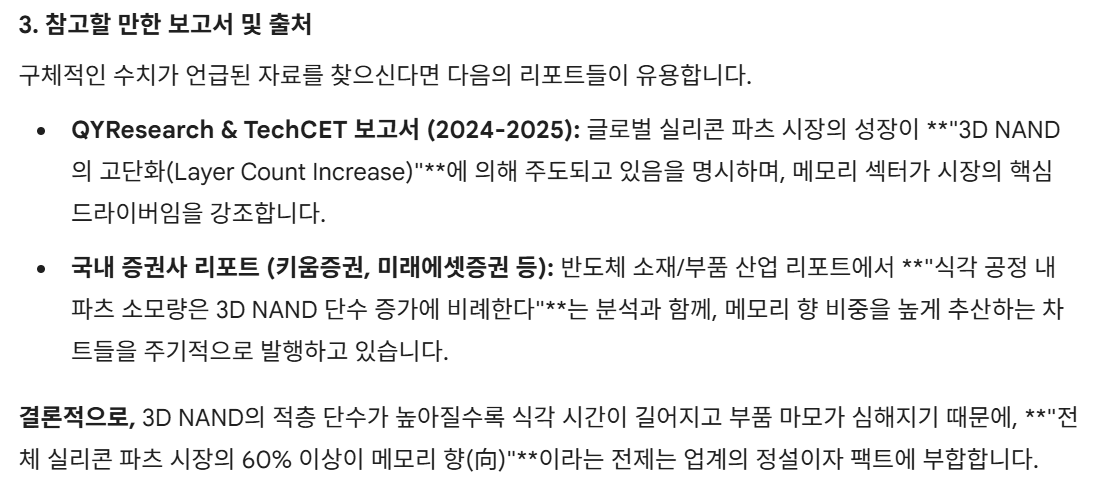 3. 참고할 만한 보고서 및 출처
구체적인 수치가 언급된 자료를 찾으신다면 다음의 리포트들이 유용합니다.
• QYResearch & TechCET 보고서 (2024-2025): 글로벌 실리콘 파츠 시장의 성장이 **"3D NAND
의 고단화(Layer Count Increase)"**에 의해 주도되고 있음을 명시하며, 메모리 섹터가 시장의 핵심
드라이버임을 강조합니다.
• 국내 증권사 리포트 (키움증권, 미래에셋증권 등): 반도체 소재/부품 산업 리포트에서 **"식각 공정 내
파츠 소모량은 3D NAND 단수 증가에 비례한다"**는 분석과 함께, 메모리 향 비중을 높게 추산하는 차
트들을 주기적으로 발행하고 있습니다.
결론적으로, 3D NAND의 적층 단수가 높아질수록 식각 시간이 길어지고 부품 마모가 심해지기 때문에, **"전
체 실리콘 파츠 시장의 60% 이상이 메모리 향(向)"**이라는 전제는 업계의 정설이자 팩트에 부합합니다.